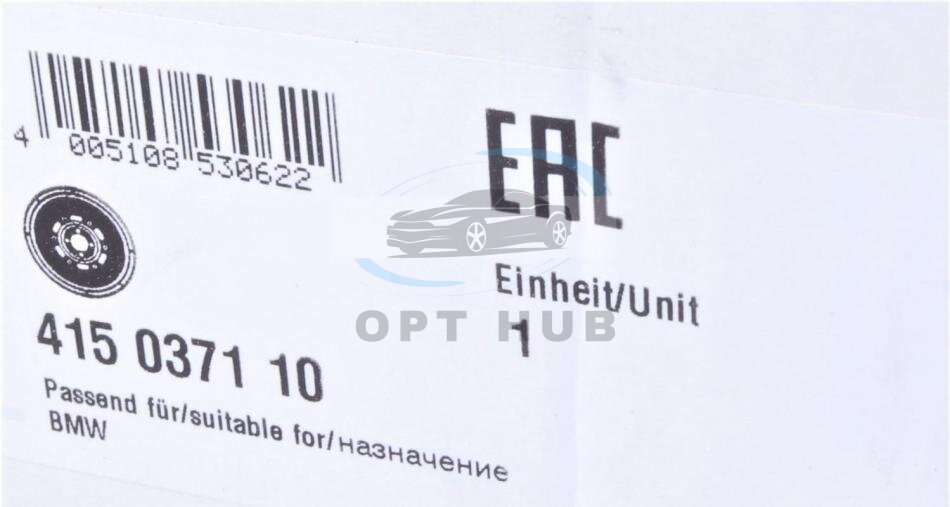 4 005108 530622
EAC
415 0371 10
Passend für/suitable for/назначение
BMW
Einheit/Unit
1
OPT HUB